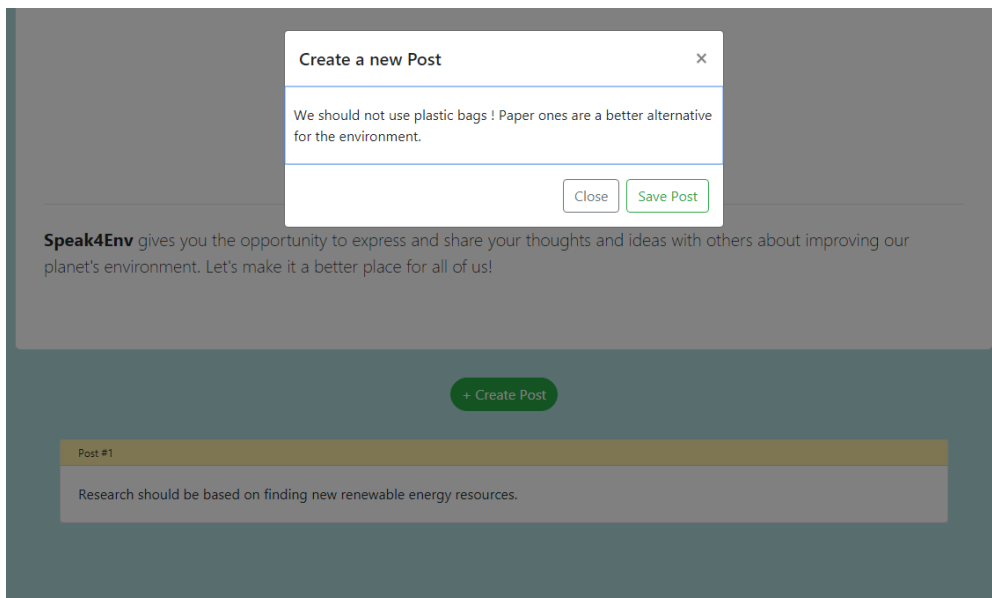 Create a new Post ×
We should not use plastic bags ! Paper ones are a better alternative
for the environment.
Close Save Post
Speak4Env gives you the opportunity to express and share your thoughts and ideas with others about improving our
planet's environment. Let's make it a better place for all of us!
+ Create Post
Post #1
Research should be based on finding new renewable energy resources.